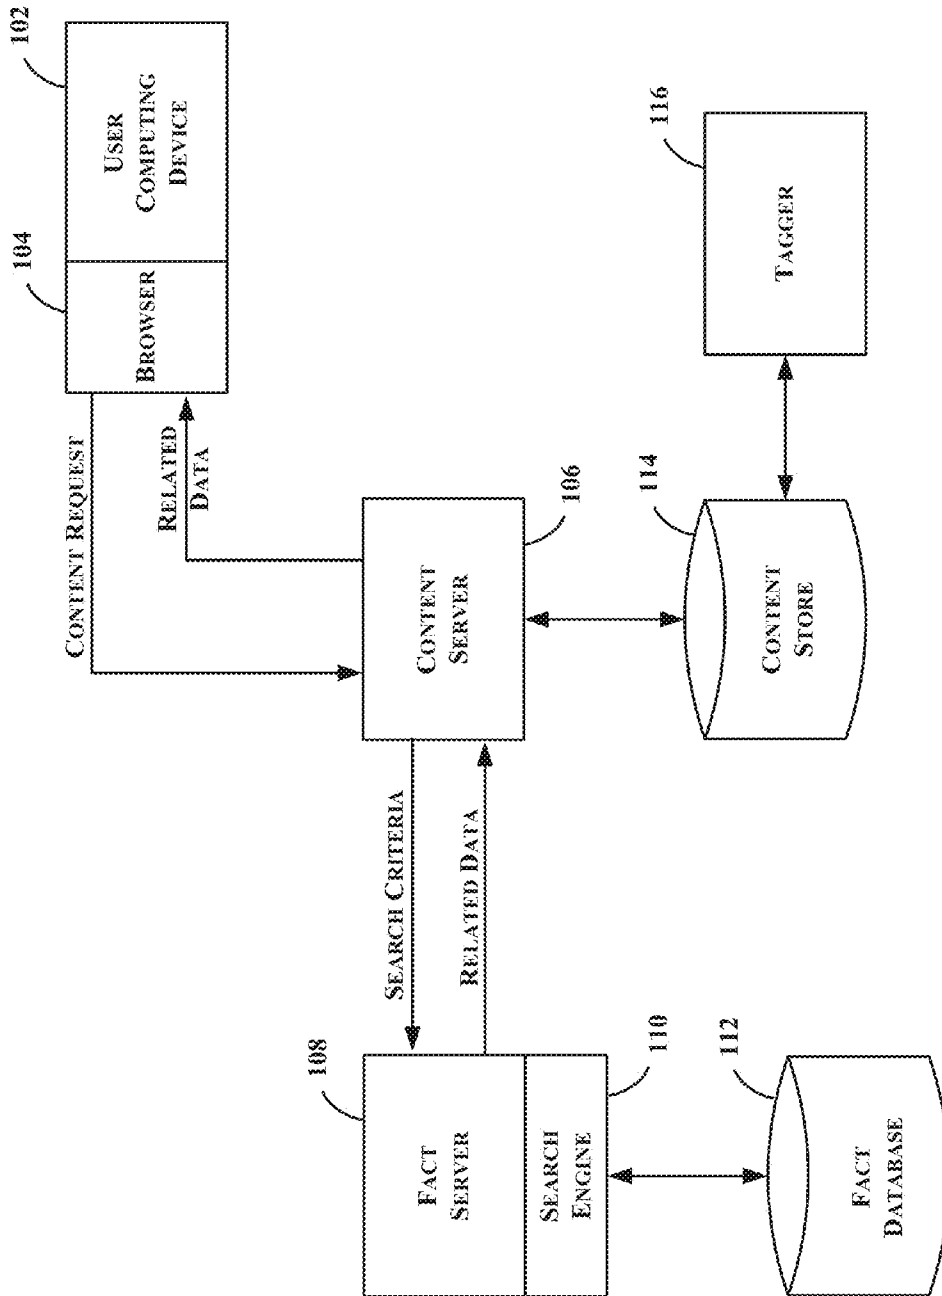 104
102
CONTENT REQUEST
BROWSER
USER
COMPUTING
DEVICE
RELATED
DATA
108
SEARCH CRITERIA
FACT
SERVER
CONTENT
SERVER
RELATED DATA
SEARCH
ENGINE
106
110
114
116
112
CONTENT
STORE
TAGGER
FACT
DATABASE